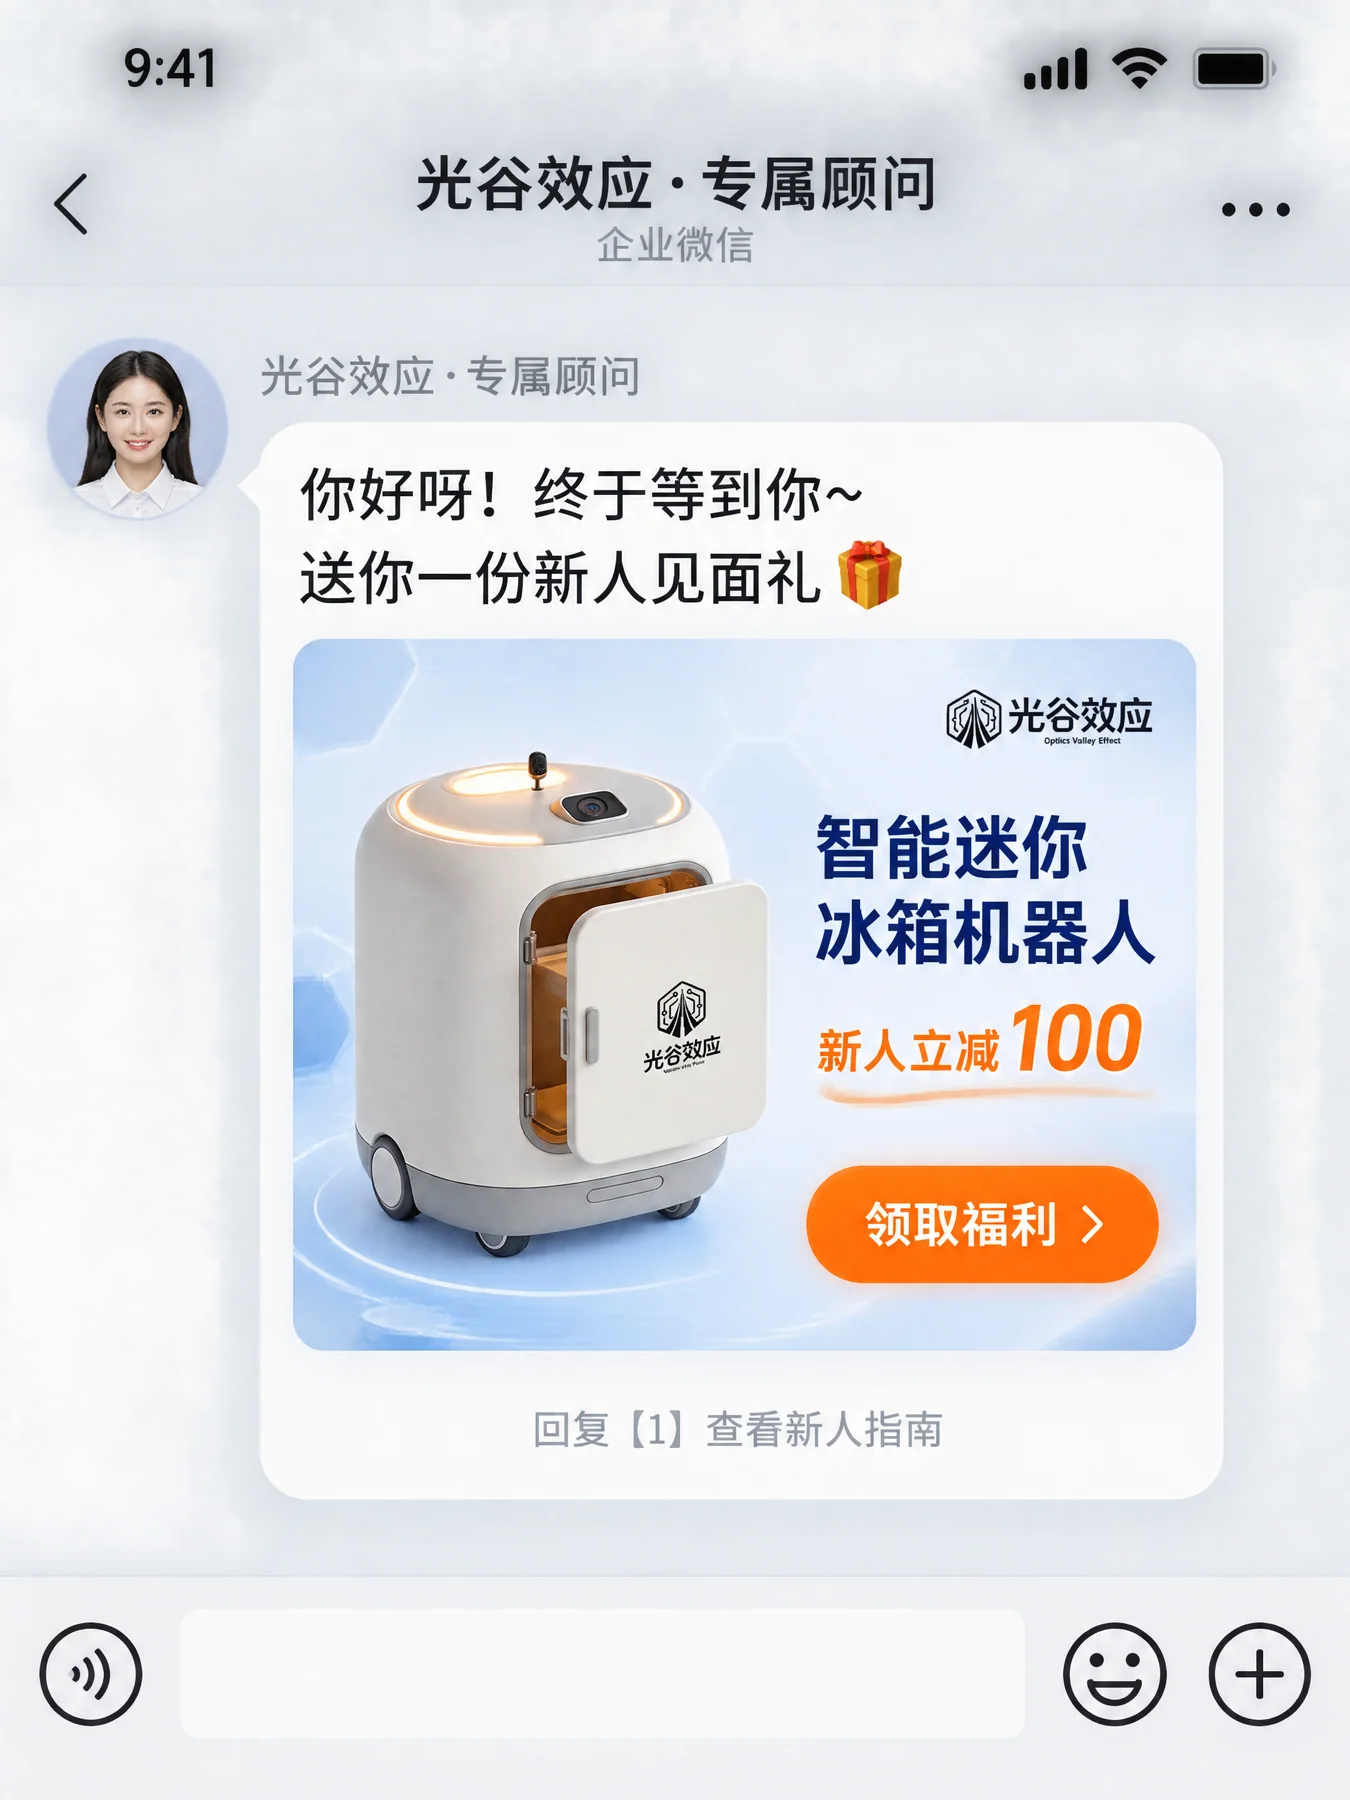 9:41
光谷效应·专属顾问
企业微信
光谷效应·专属顾问
你好呀！终于等到你~
送你一份新人见面礼
光谷效应
Optics Valley Effect
智能迷你
冰箱机器人
新人立减100
光谷效应
领取福利
回复【1】查看新人指南